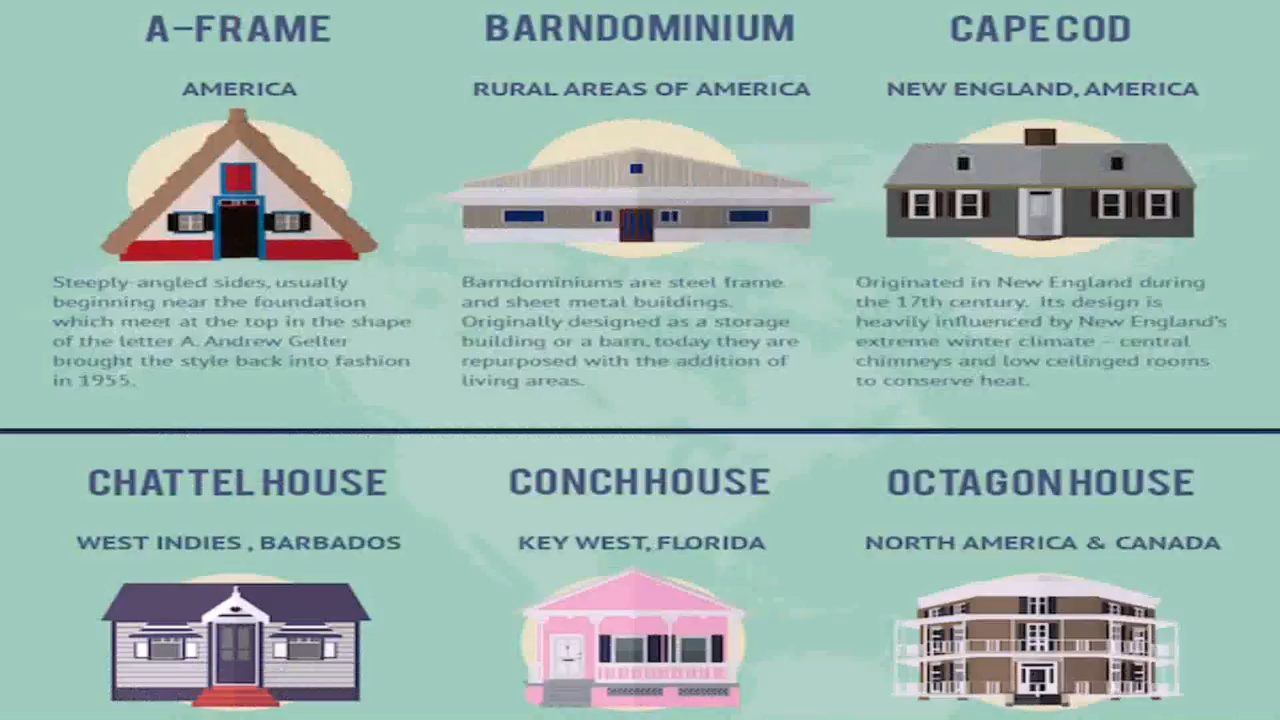 A-FRAME
AMERICA
Steeply-angled sides, usually
beginning near the foundation
which meet at the top in the shape
of the letter A. Andrew Geller
brought the style back into fashion
in 1955.
BARNDOMINIUM
RURAL AREAS OF AMERICA
Barndominiums are steel frame
and sheet metal buildings.
Originally designed as a storage
building or a barn, today they are
repurposed with the addition of
living areas.
CAPE COD
NEW ENGLAND, AMERICA
Originated in New England during
the 17th century. Its design is
heavily influenced by New England's
extreme winter climate – central
chimneys and low ceilinged rooms
to conserve heat.
CHATTEL HOUSE
WEST INDIES , BARBADOS
CONCH HOUSE
KEY WEST, FLORIDA
OCTAGON HOUSE
NORTH AMERICA & CANADA